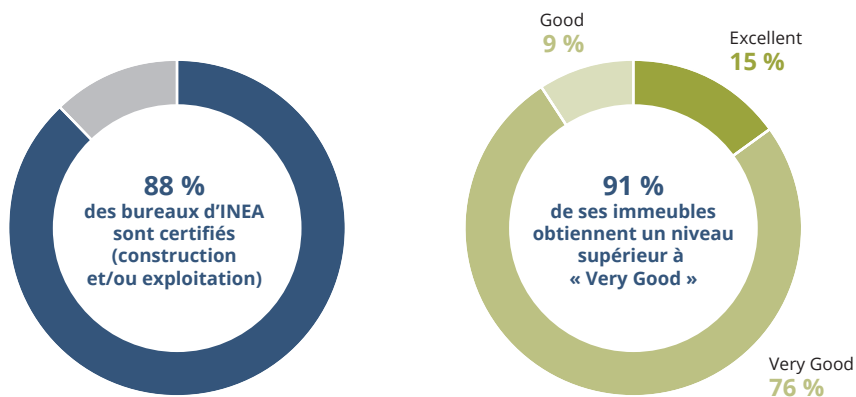 88 %
des bureaux d’INEA
sont certifiés
(construction
et/ou exploitation)
Good
9 %
Excellent
15 %
91 %
de ses immeubles
obtiennent un niveau
supérieur à
« Very Good »
Very Good
76 %